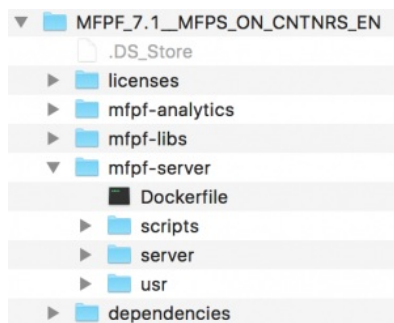 MFPF_7.1__MFPS_ON_CNTNRS_EN
.DS_Store
licenses
mfpf-analytics
mfpf-libs
mfpf-server
Dockerfile
scripts
server
usr
dependencies